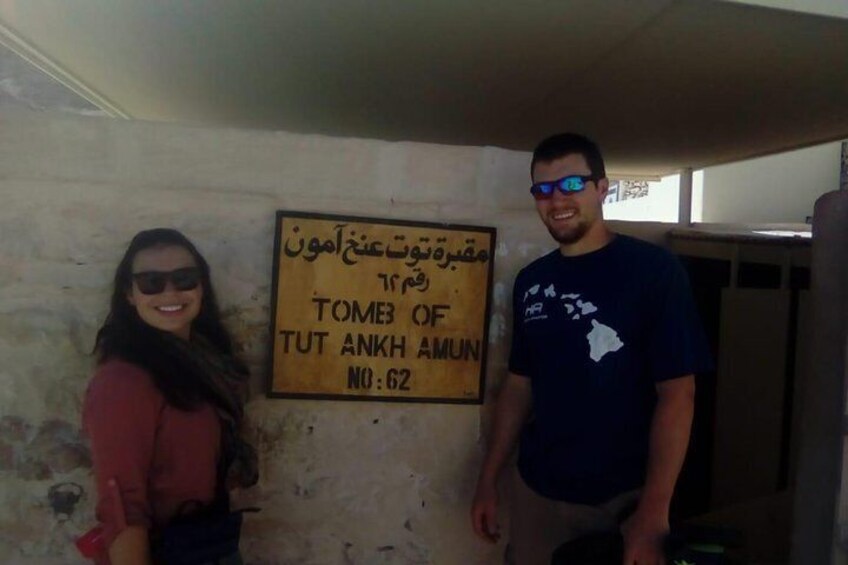 مقبرة توت عنخ آمون
رقم ٦٢
TOMB OF
TUT ANKH AMUN
NO: 62